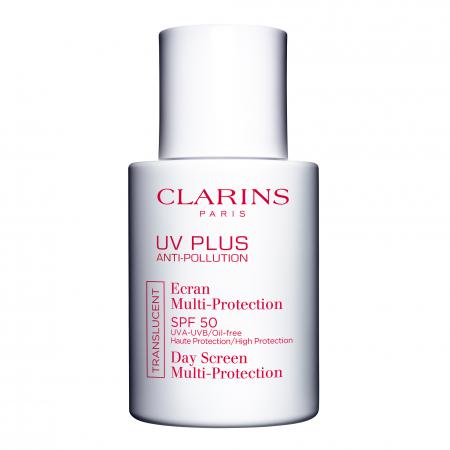 CLARINS
PARIS
UV PLUS
ANTI-POLLUTION
TRANSLUCENT
Ecran
Multi-Protection
SPF 50
UVA-UVB/Oil-free
Haute Protection/High Protection
Day Screen
Multi-Protection